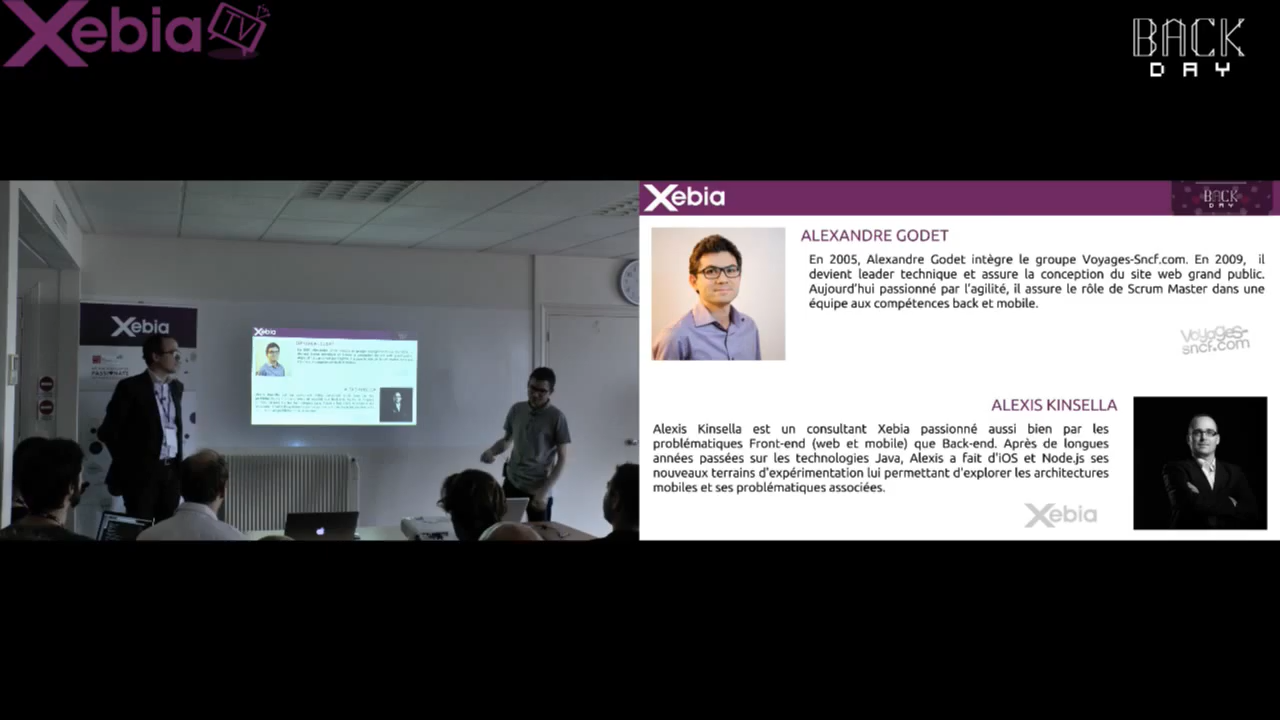 Xebia TV
BACK
DAY
Xebia
BACK
DAY
ALEXANDRE GODET
En 2005, Alexandre Godet intègre le groupe Voyages-Sncf.com. En 2009, il
devient leader technique et assure la conception du site web grand public.
Aujourd'hui passionné par l'agilité, il assure le rôle de Scrum Master dans une
équipe aux compétences back et mobile.
Voyages-
sncf.com
ALEXIS KINSELLA
Alexis Kinsella est un consultant Xebia passionné aussi bien par les
problématiques Front-end (web et mobile) que Back-end. Après de longues
années passées sur les technologies Java, Alexis a fait d'iOS et Node.js ses
nouveaux terrains d'expérimentation lui permettant d'explorer les architectures
mobiles et ses problématiques associées.
Xebia
Xebia
PASSIONATE
Xebia